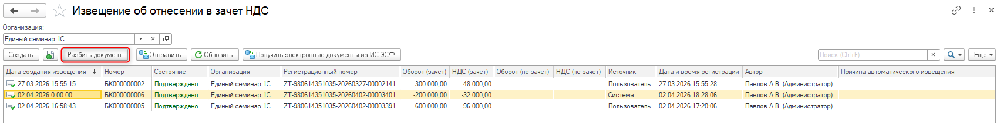 Извещение об отнесении в зачет НДС
Организация:
Единый семинар 1С
Создать Разбить документ Отправить Обновить Получить электронные документы из ИС ЭСФ Поиск (Ctrl+F) Еще
Дата создания извещения ↓ Номер Состояние Организация Регистрационный номер Оборот (зачет) НДС (зачет) Оборот (не зачет) НДС (не зачет) Источник Дата и время регистрации Автор Причина автоматического извещения
27.03.2026 15:55:15 БК000000002 Подтверждено Единый семинар 1С ZT-980614351035-20260327-00002141 300 000,00 48 000,00 Пользователь 27.03.2026 15:55:28 Павлов А.В. (Администратор)
02.04.2026 0:00:00 БК000000006 Подтверждено Единый семинар 1С ZT-980614351035-20260402-00003401 -200 000,00 -32 000,00 Система 02.04.2026 18:28:06 Павлов А.В. (Администратор)
02.04.2026 16:58:43 БК000000005 Подтверждено Единый семинар 1С ZT-980614351035-20260402-00003391 600 000,00 96 000,00 Пользователь 02.04.2026 17:20:06 Павлов А.В. (Администратор)